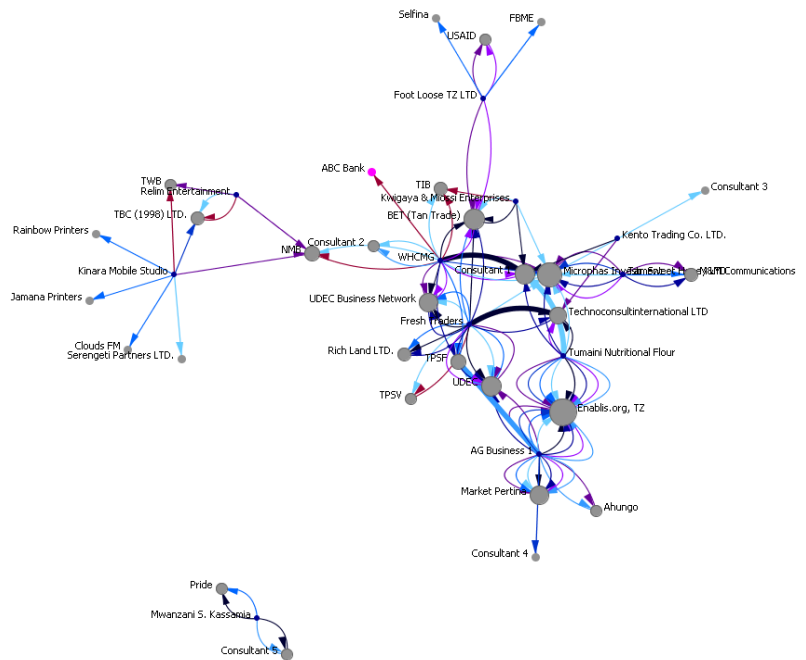 Selfina
FBME
USAID
Foot Loose TZ LTD
ABC Bank
TIB
TWB
Relim Entertainment
Kwigaya & Miossi Enterprises
Consultant 3
TBC (1998) LTD.
BET (Tan Trade)
Rainbow Printers
Kento Trading Co. LTD.
Consultant 2
NMB
WHCMG
Kinara Mobile Studio
Consultant 1
Microphas Investment
Communications
Jamana Printers
UDEC Business Network
Technoconsultinternational LTD
Fresh Traders
Clouds FM
Serengeti Partners LTD.
Rich Land LTD.
TPSF
Tumaini Nutritional Flour
UDEC
TPSV
Enablis.org, TZ
AG Business 1
Market Pertina
Ahungo
Consultant 4
Pride
Mwanzani S. Kassamia
Consultant 5